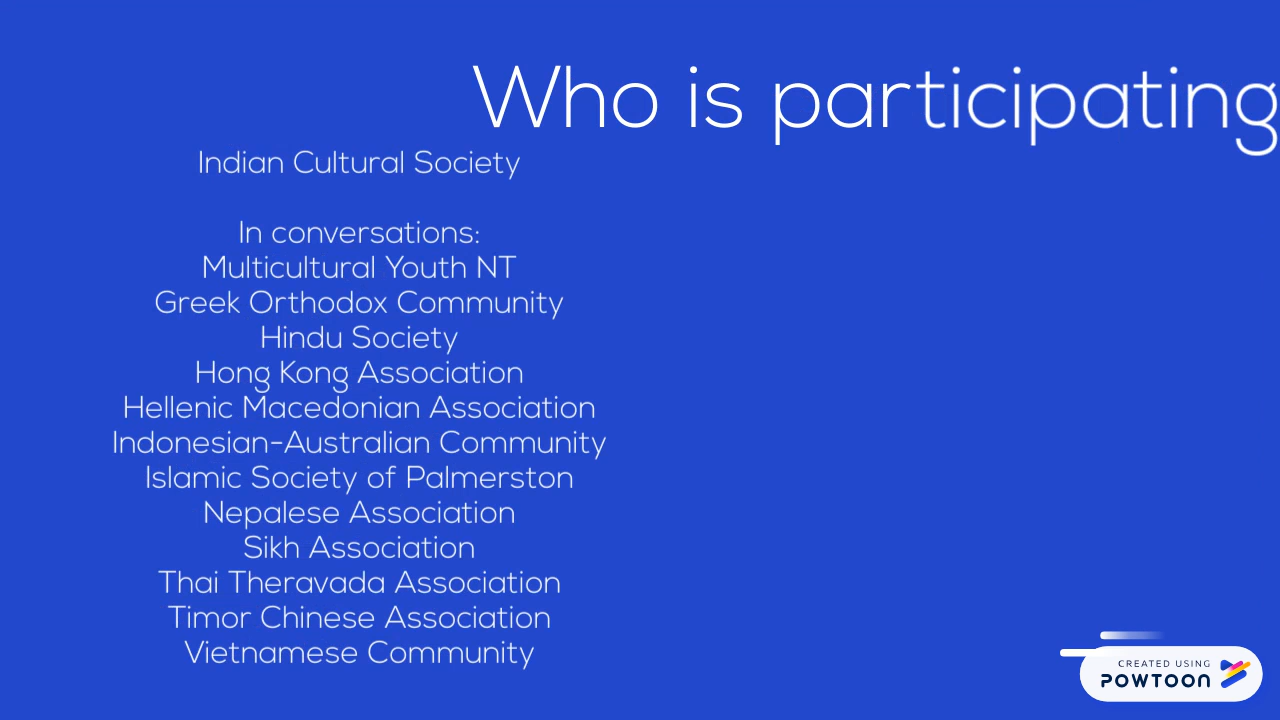 Who is participating
Indian Cultural Society
In conversations:
Multicultural Youth NT
Greek Orthodox Community
Hindu Society
Hong Kong Association
Hellenic Macedonian Association
Indonesian-Australian Community
Islamic Society of Palmerston
Nepalese Association
Sikh Association
Thai Theravada Association
Timor Chinese Association
Vietnamese Community
CREATED USING
POWTOON